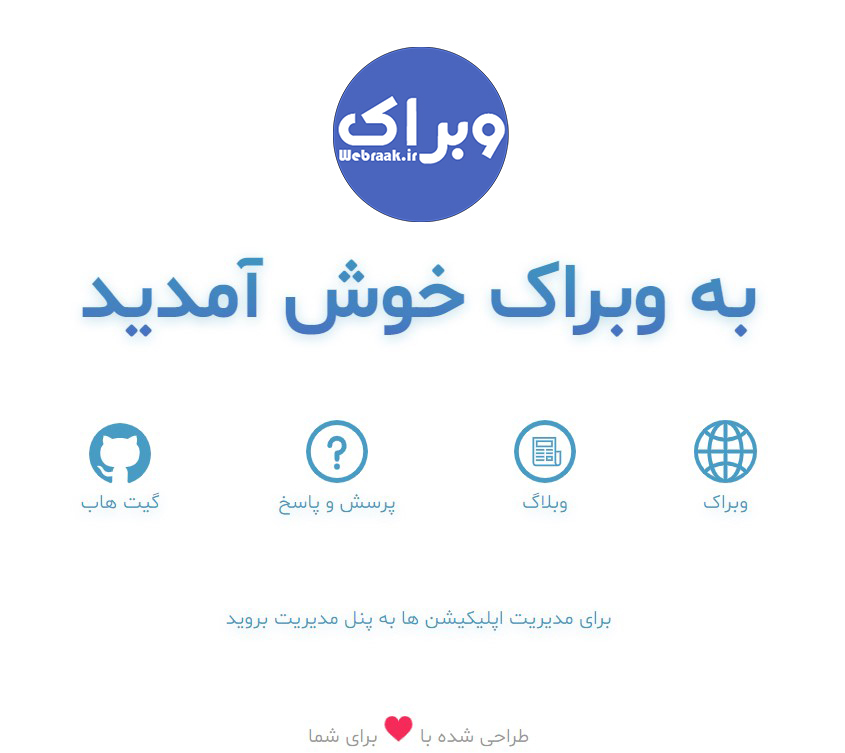 وبراک
Webraak.ir
به وبراک خوش آمدید
وبراک
وبلاگ
پرسش و پاسخ
گیت هاب
برای مدیریت اپلیکیشن ها به پنل مدیریت بروید
طراحی شده با ❤ برای شما